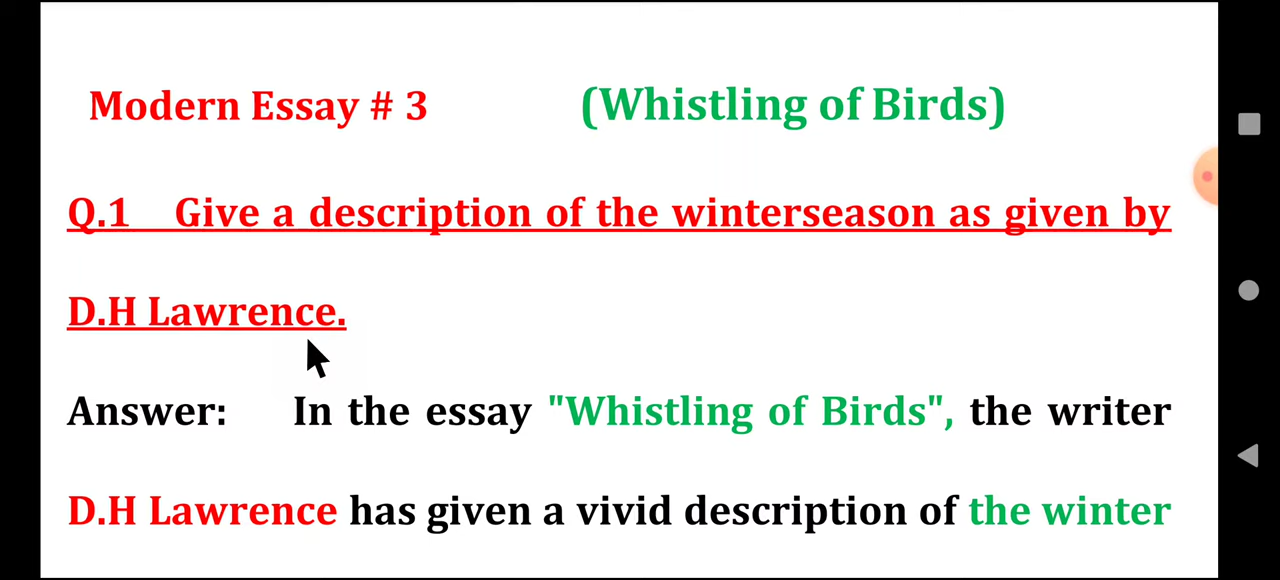 Modern Essay # 3 (Whistling of Birds)
Q.1 Give a description of the winterseason as given by
D.H Lawrence.
Answer: In the essay "Whistling of Birds", the writer
D.H Lawrence has given a vivid description of the winter